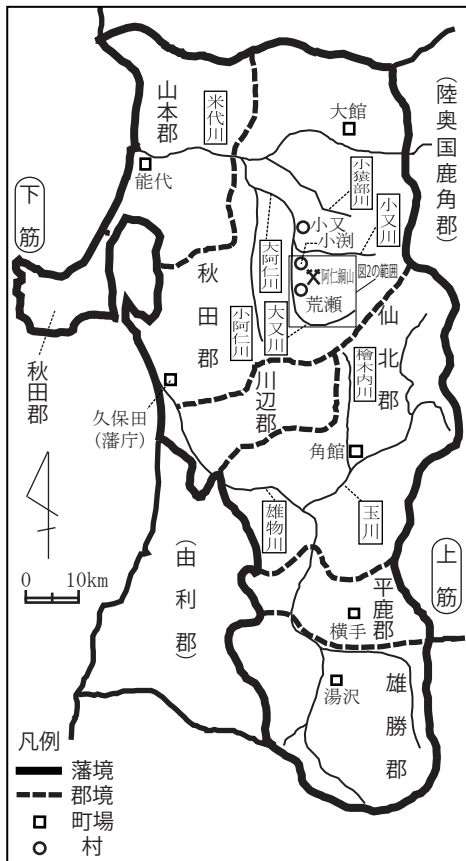 山本郡
米代川
大館
(陸奥国鹿角郡)
能代
下筋
小猿部川
小又川
小又
小渕
大阿仁川
阿仁銅山
図2の範囲
荒瀬
秋田郡
小阿仁川
大又川
仙北郡
秋田郡
川辺郡
檜木内川
久保田
(藩庁)
角館
雄物川
玉川
0 10km
(由利郡)
上筋
平鹿郡
横手
湯沢
雄勝郡
凡例
藩境
郡境
町場
村